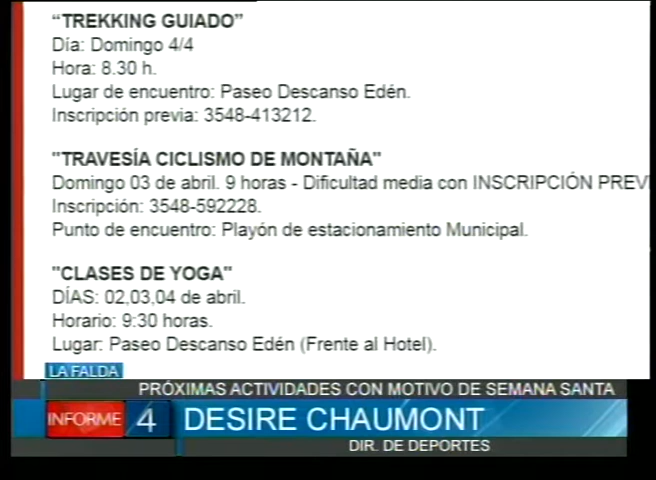 “TREKKING GUIADO”
Día: Domingo 4/4
Hora: 8.30 h.
Lugar de encuentro: Paseo Descanso Edén.
Inscripción previa: 3548-413212.
"TRAVESÍA CICLISMO DE MONTAÑA"
Domingo 03 de abril. 9 horas - Dificultad media con INSCRIPCIÓN PREVI
Inscripción: 3548-592228.
Punto de encuentro: Playón de estacionamiento Municipal.
"CLASES DE YOGA"
DÍAS: 02,03,04 de abril.
Horario: 9:30 horas.
Lugar: Paseo Descanso Edén (Frente al Hotel).
LA FALDA
PRÓXIMAS ACTIVIDADES CON MOTIVO DE SEMANA SANTA
INFORME 4 DESIRE CHAUMONT
DIR. DE DEPORTES